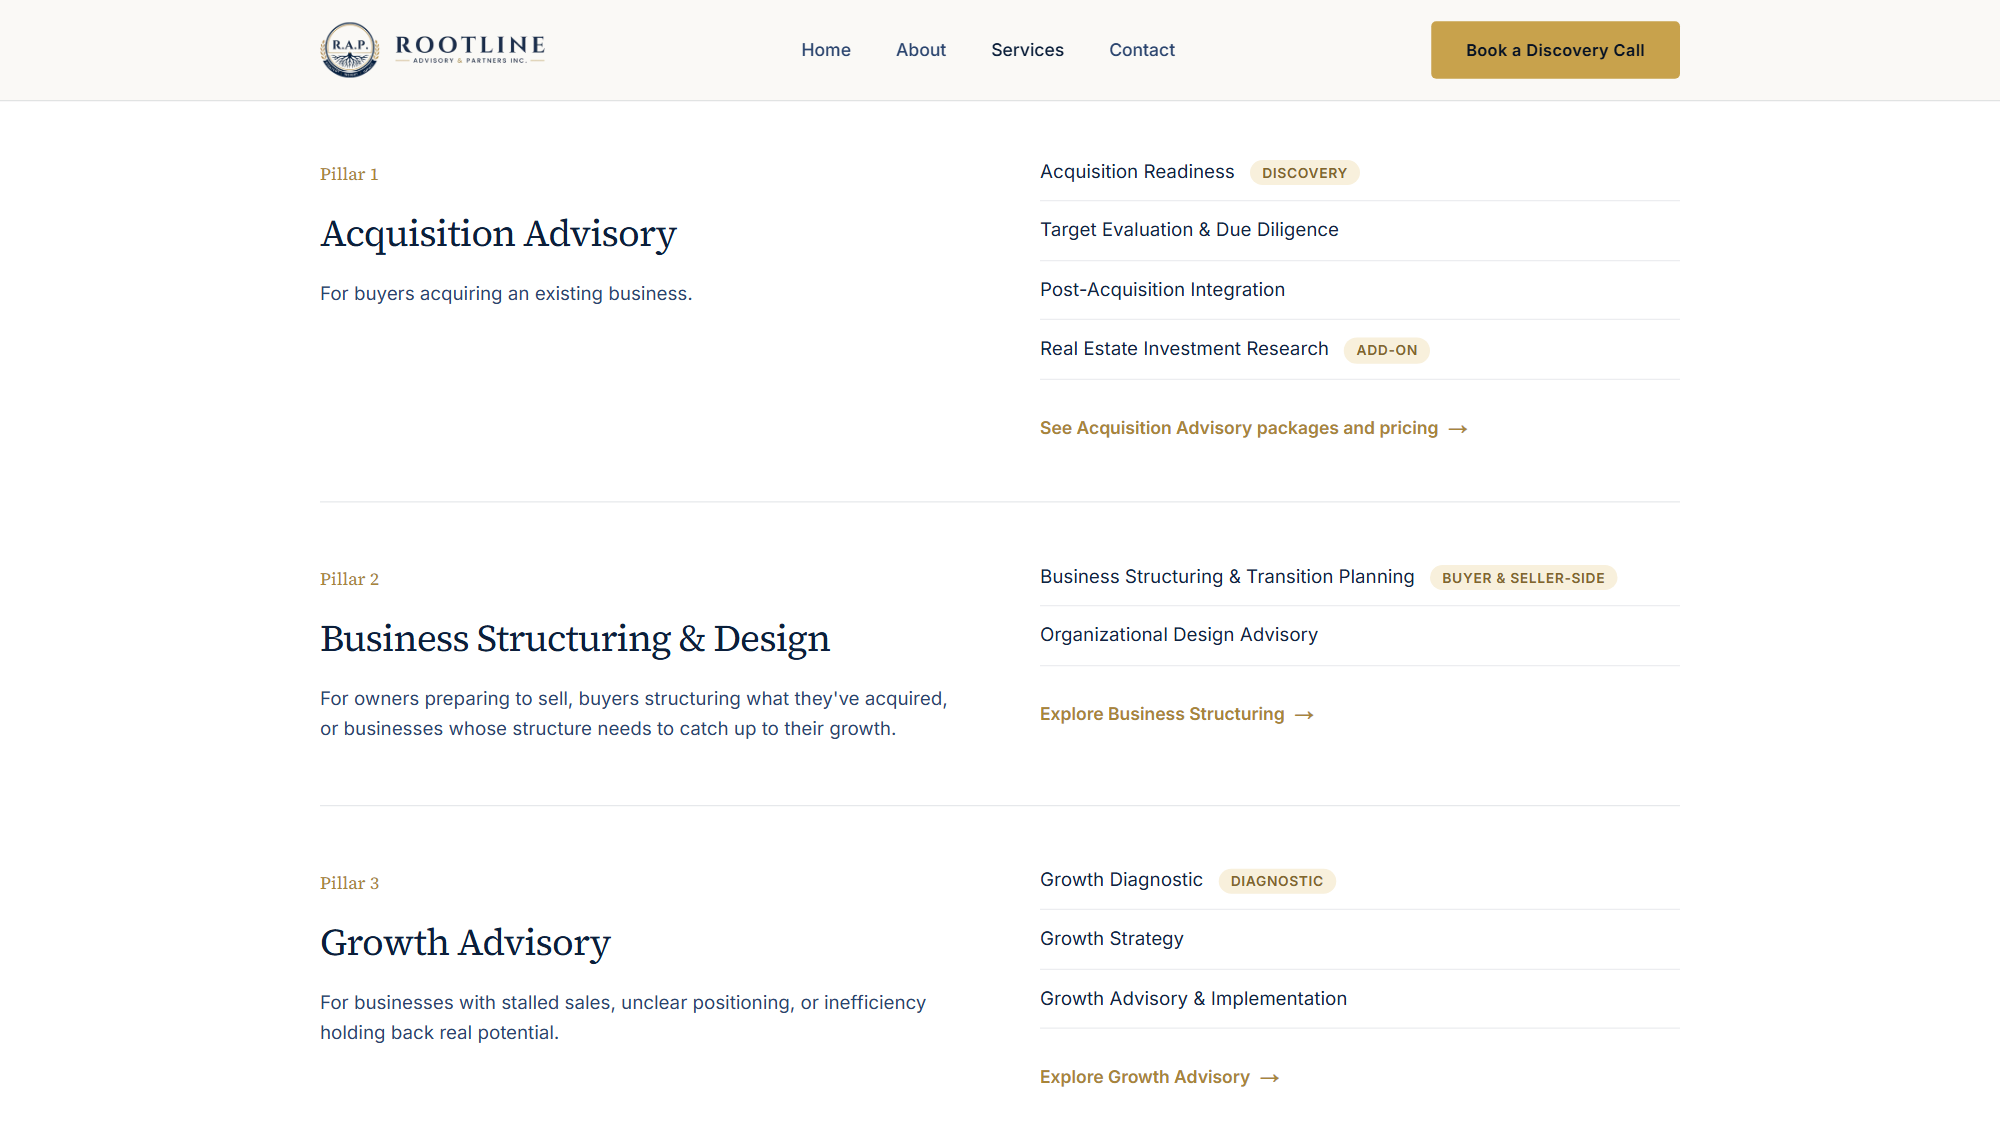 R.A.P.
ROOTLINE
ADVISORY & PARTNERS INC.
Home
About
Services
Contact
Book a Discovery Call
Pillar 1
Acquisition Advisory
For buyers acquiring an existing business.
Acquisition Readiness DISCOVERY
Target Evaluation & Due Diligence
Post-Acquisition Integration
Real Estate Investment Research ADD-ON
See Acquisition Advisory packages and pricing →
Pillar 2
Business Structuring & Design
For owners preparing to sell, buyers structuring what they've acquired,
or businesses whose structure needs to catch up to their growth.
Business Structuring & Transition Planning BUYER & SELLER-SIDE
Organizational Design Advisory
Explore Business Structuring →
Pillar 3
Growth Advisory
For businesses with stalled sales, unclear positioning, or inefficiency
holding back real potential.
Growth Diagnostic DIAGNOSTIC
Growth Strategy
Growth Advisory & Implementation
Explore Growth Advisory →